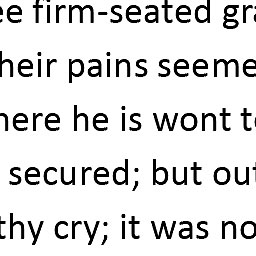 ee firm-seated gra
heir pains seeme
here he is wont t
secured; but out
thy cry; it was no